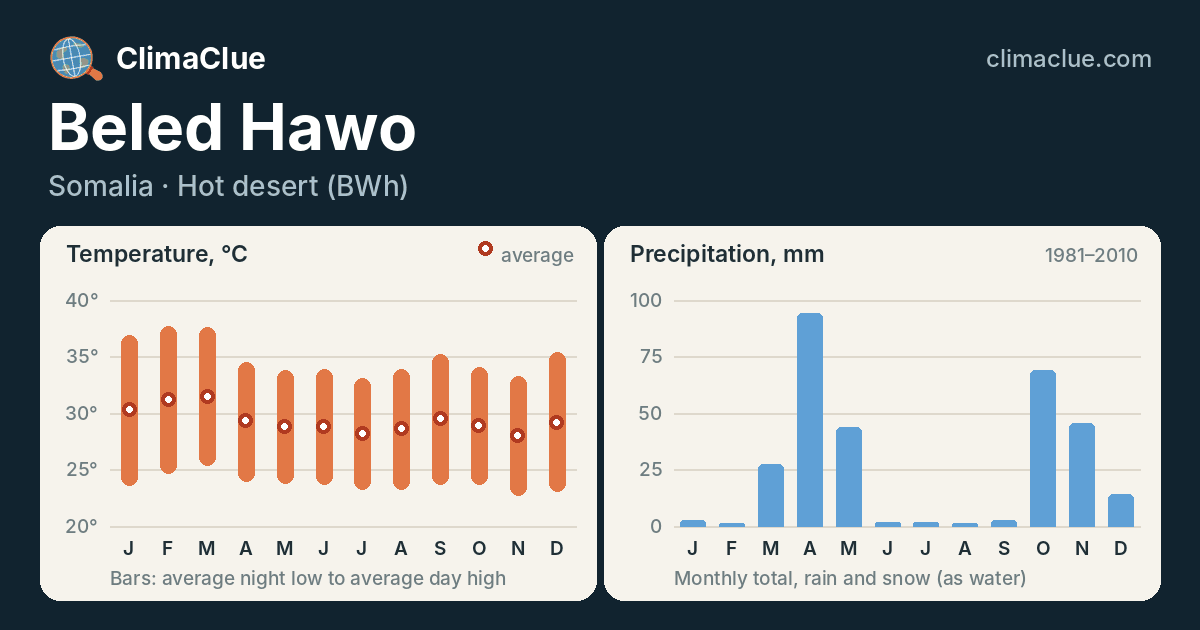 ClimaClue
climaclue.com
Beled Hawo
Somalia · Hot desert (BWh)
Temperature, °C
average
40°
35°
30°
25°
20°
J F M A M J J A S O N D
Bars: average night low to average day high
Precipitation, mm
1981–2010
100
75
50
25
0
J F M A M J J A S O N D
Monthly total, rain and snow (as water)